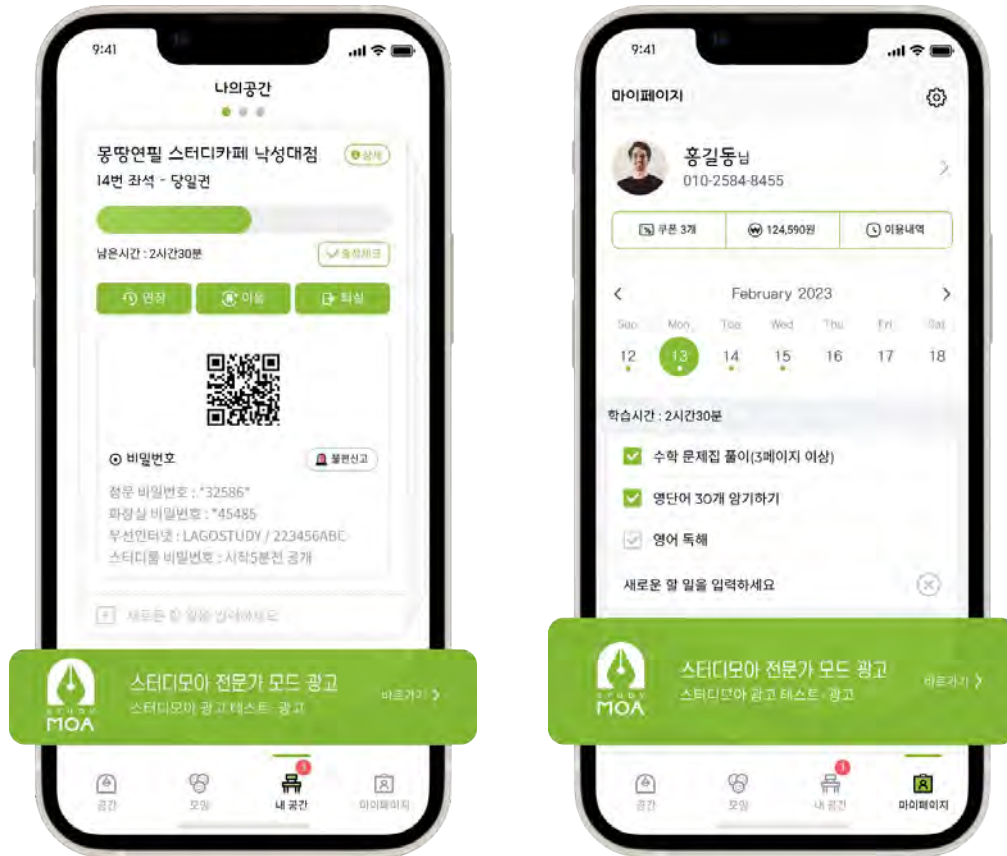 9:41
나의공간
몽땅연필 스터디카페 낙성대점
상세
14번 좌석 - 당일권
남은시간 : 2시간30분
출석체크
연장
이용
퇴실
비밀번호
불편신고
정문 비밀번호 : *32586*
화장실 비밀번호 : *45485
무선인터넷 : LAGOSTUDY / 223456ABC
스터디룸 비밀번호 : 시작5분전 공개
새로운 할 일을 입력하세요
STUDY
MOA
스터디모아 전문가 모드 광고
스터디모아 광고 테스트- 광고
바로가기
공간
모임
1
내 공간
마이페이지
9:41
마이페이지
홍길동님
010-2584-8455
쿠폰 3개
124,590원
이용내역
February 2023
Sun Mon Tue Wed Thu Fri Sat
12 13 14 15 16 17 18
학습시간 : 2시간30분
수학 문제집 풀이(3페이지 이상)
영단어 30개 암기하기
영어 독해
새로운 할 일을 입력하세요
STUDY
MOA
스터디모아 전문가 모드 광고
스터디모아 광고 테스트- 광고
바로가기
공간
모임
1
내 공간
마이페이지